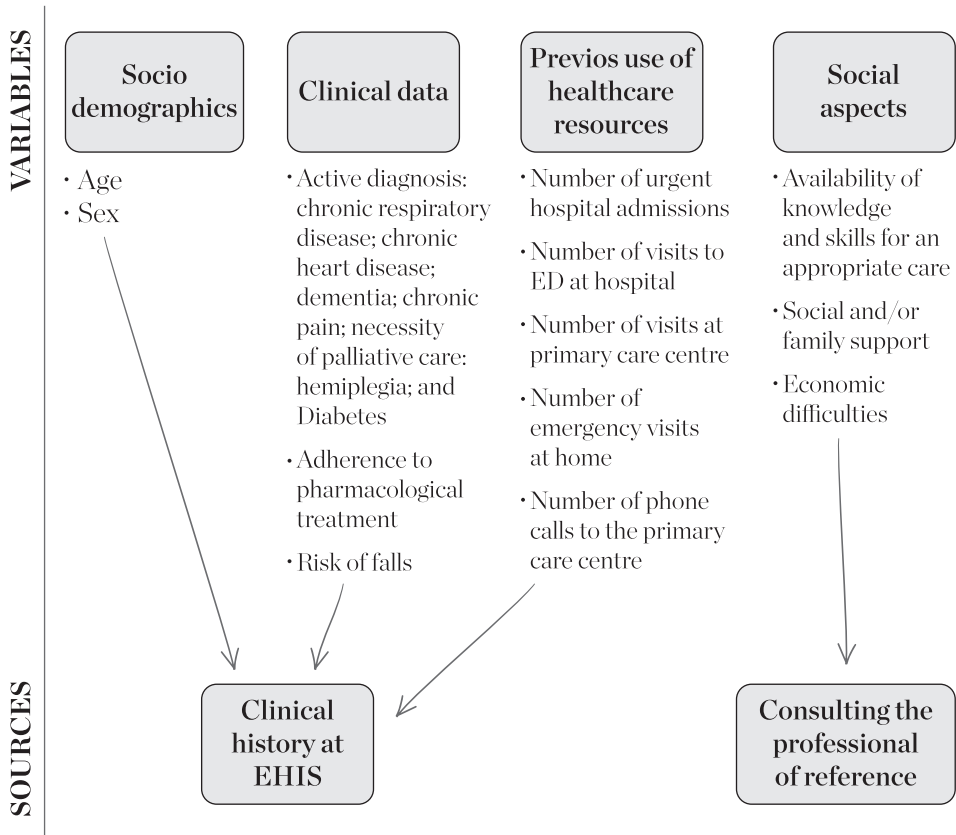 VARIABLES
Socio
demographics
· Age
· Sex
Clinical data
· Active diagnosis:
chronic respiratory
disease; chronic
heart disease;
dementia; chronic
pain; necessity
of palliative care:
hemiplegia; and
Diabetes
· Adherence to
pharmacological
treatment
· Risk of falls
Previos use of
healthcare
resources
· Number of urgent
hospital admissions
· Number of visits to
ED at hospital
· Number of visits at
primary care centre
· Number of
emergency visits
at home
· Number of phone
calls to the primary
care centre
Social
aspects
· Availability of
knowledge
and skills for an
appropriate care
· Social and/or
family support
· Economic
difficulties
SOURCES
Clinical
history at
EHIS
Consulting the
professional
of reference